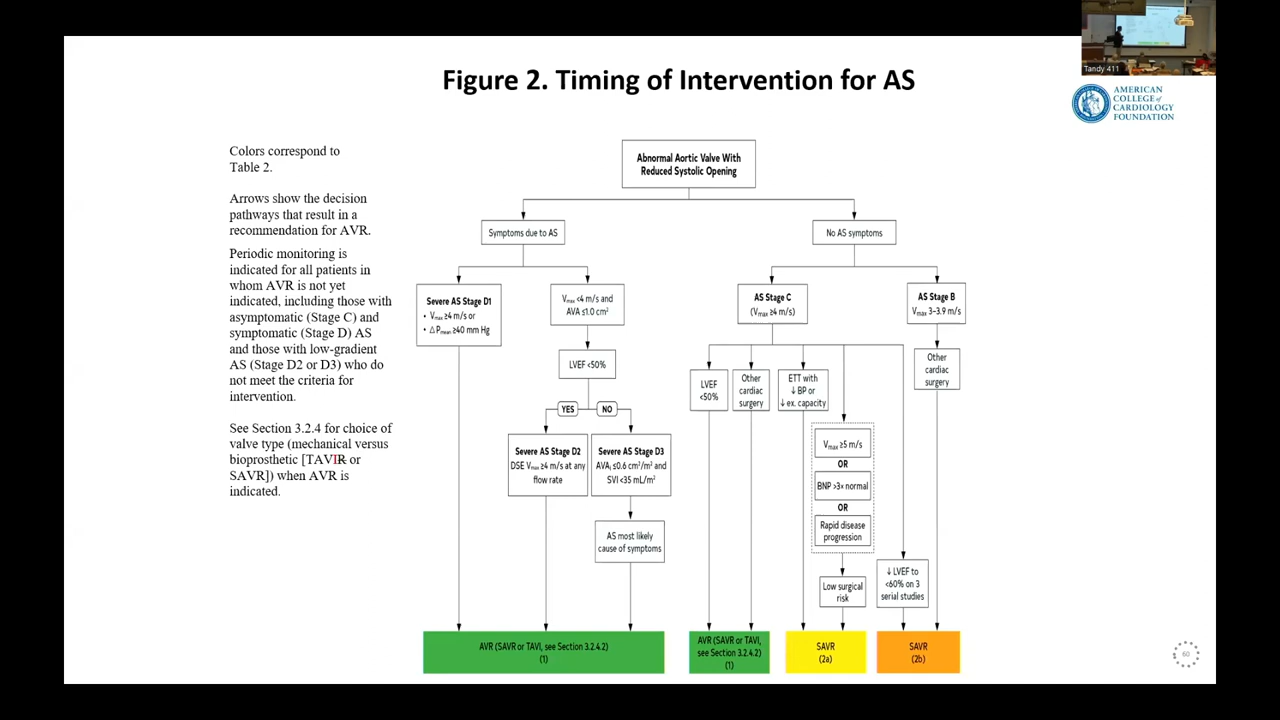 Figure 2. Timing of Intervention for AS
Tandy 411
AMERICAN
COLLEGE of
CARDIOLOGY
FOUNDATION
Colors correspond to
Table 2.
Arrows show the decision
pathways that result in a
recommendation for AVR.
Periodic monitoring is
indicated for all patients in
whom AVR is not yet
indicated, including those with
asymptomatic (Stage C) and
symptomatic (Stage D) AS
and those with low-gradient
AS (Stage D2 or D3) who do
not meet the criteria for
intervention.
See Section 3.2.4 for choice of
valve type (mechanical versus
bioprosthetic [TAVIR or
SAVR]) when AVR is
indicated.
Abnormal Aortic Valve With
Reduced Systolic Opening
Symptoms due to AS
No AS symptoms
Severe AS Stage D1
• Vmax ≥4 m/s or
• △Pmean ≥40 mm Hg
Vmax <4 m/s and
AVA ≤1.0 cm²
LVEF <50%
YES
NO
Severe AS Stage D2
DSE Vmax ≥4 m/s at any
flow rate
Severe AS Stage D3
AVAi ≤0.6 cm²/m² and
SVI <35 mL/m²
AS most likely
cause of symptoms
AS Stage C
(Vmax ≥4 m/s)
AS Stage B
Vmax 3–3.9 m/s
LVEF
<50%
Other
cardiac
surgery
ETT with
↓ BP or
↓ ex. capacity
Other
cardiac
surgery
Vmax ≥5 m/s
OR
BNP >3× normal
OR
Rapid disease
progression
Low surgical
risk
↓ LVEF to
<60% on 3
serial studies
AVR (SAVR or TAVI, see Section 3.2.4.2)
(1)
AVR (SAVR or TAVI,
see Section 3.2.4.2)
(1)
SAVR
(2a)
SAVR
(2b)
60